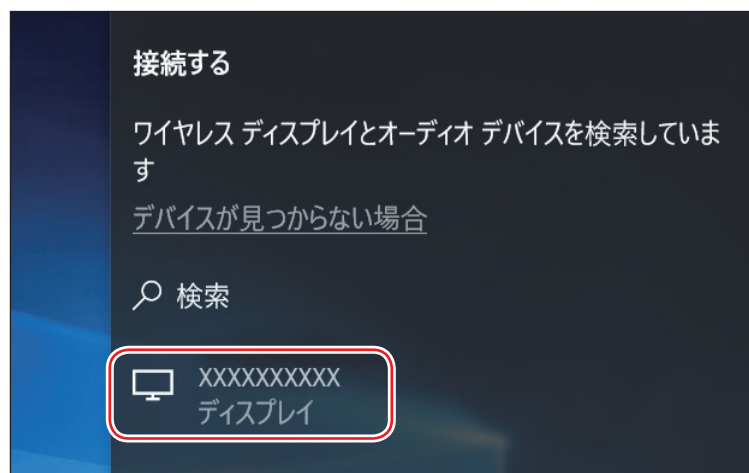 接続する
ワイヤレス ディスプレイとオーディオ デバイスを検索していま
す
デバイスが見つからない場合
検索
XXXXXXXXXX
ディスプレイ